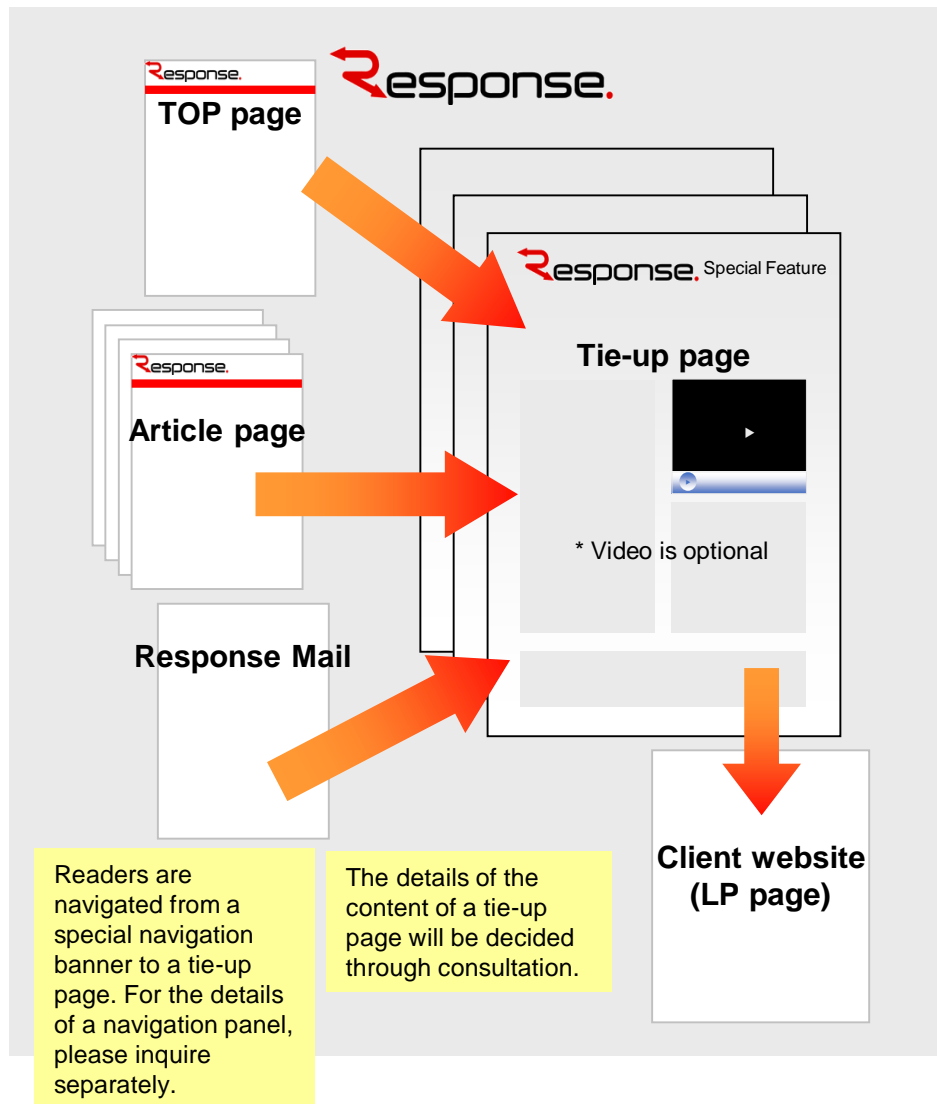 Response.
TOP page
Response.
Response.
Article page
Response Mail
Response. Special Feature
Tie-up page
* Video is optional
Readers are
navigated from a
special navigation
banner to a tie-up
page. For the details
of a navigation panel,
please inquire
separately.
The details of the
content of a tie-up
page will be decided
through consultation.
Client website
(LP page)